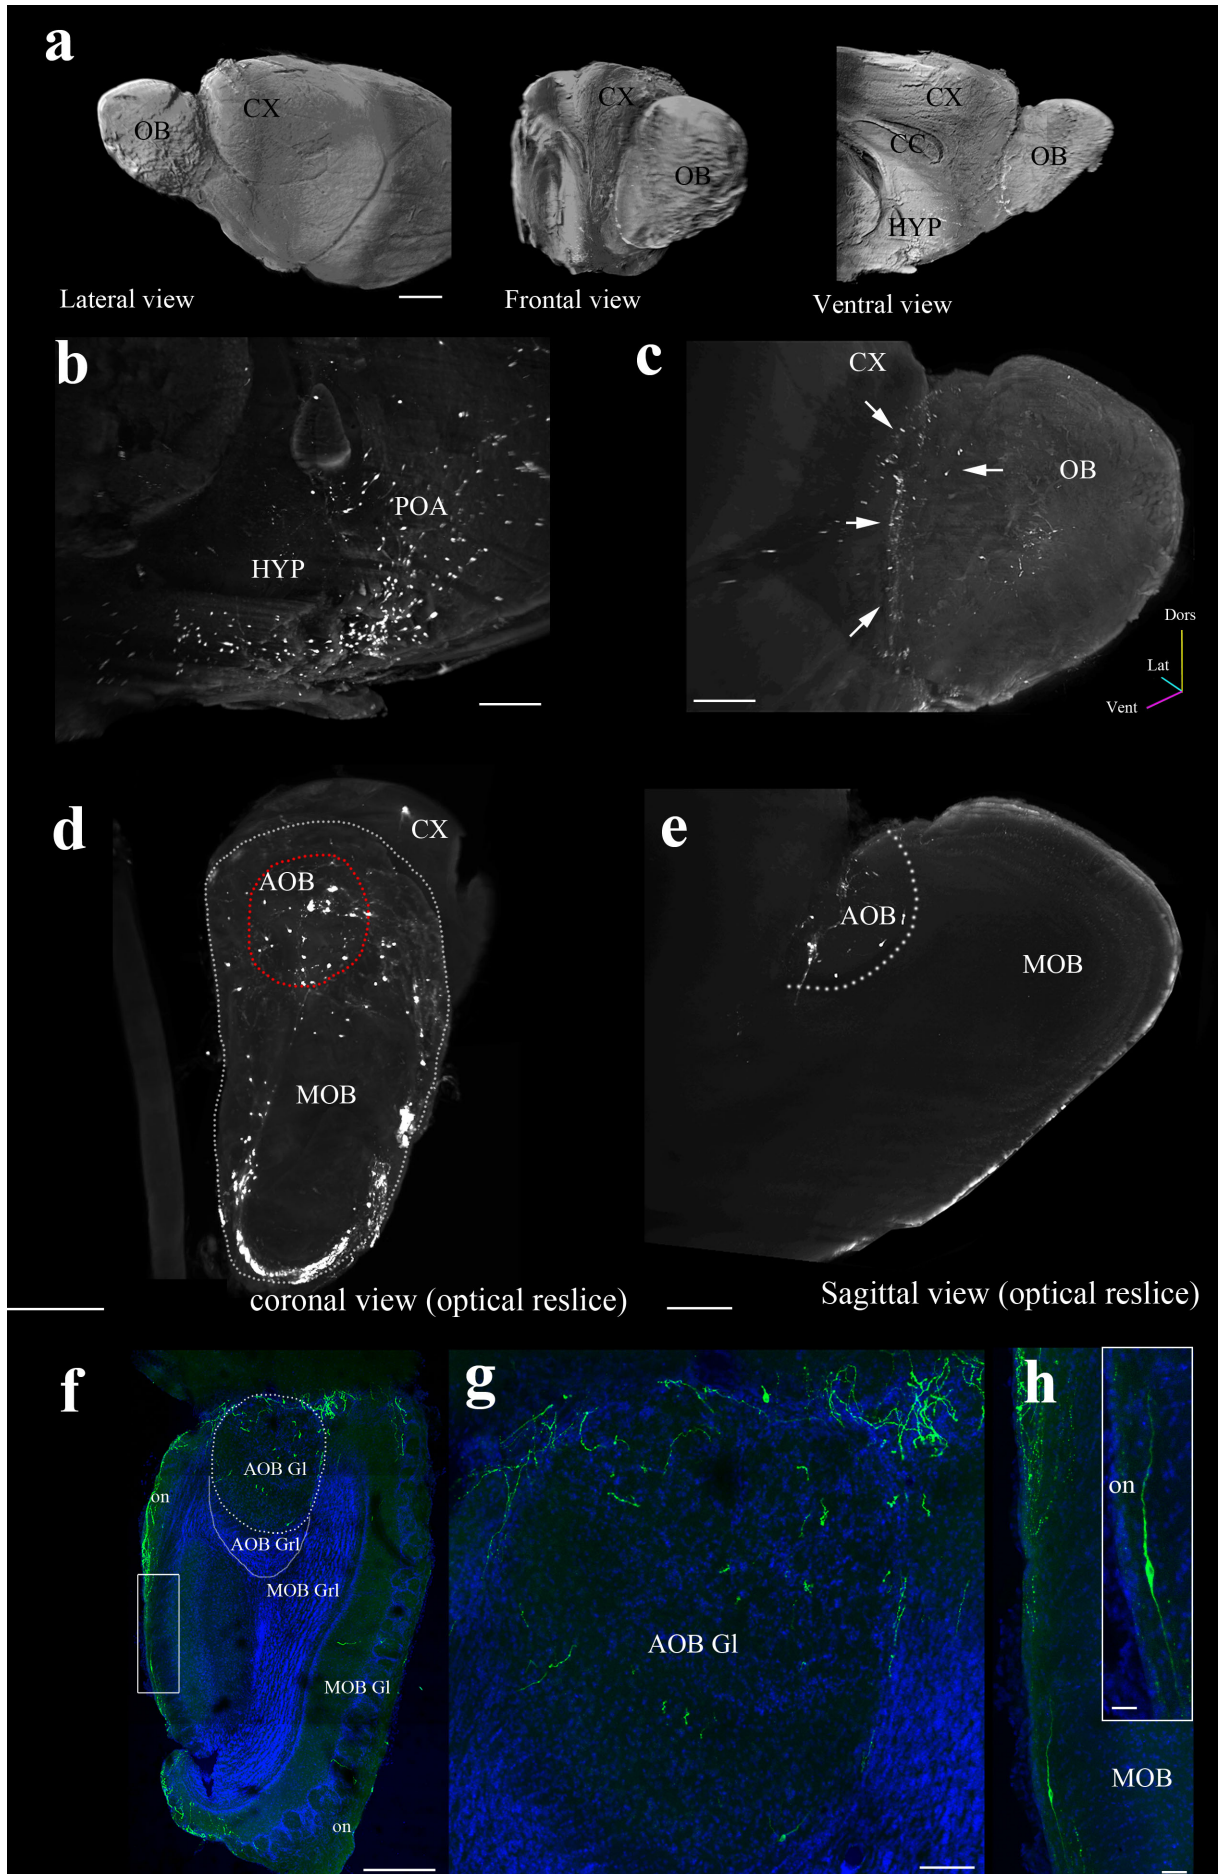 a
OB
CX
Lateral view
CX
OB
Frontal view
CX
CC
OB
HYP
Ventral view
b
POA
HYP
c
CX
OB
Dors
Lat
Vent
d
CX
AOB
MOB
coronal view (optical reslice)
e
AOB
MOB
Sagittal view (optical reslice)
f
AOB Gl
on
AOB Grl
MOB Grl
MOB Gl
on
g
AOB Gl
h
on
MOB